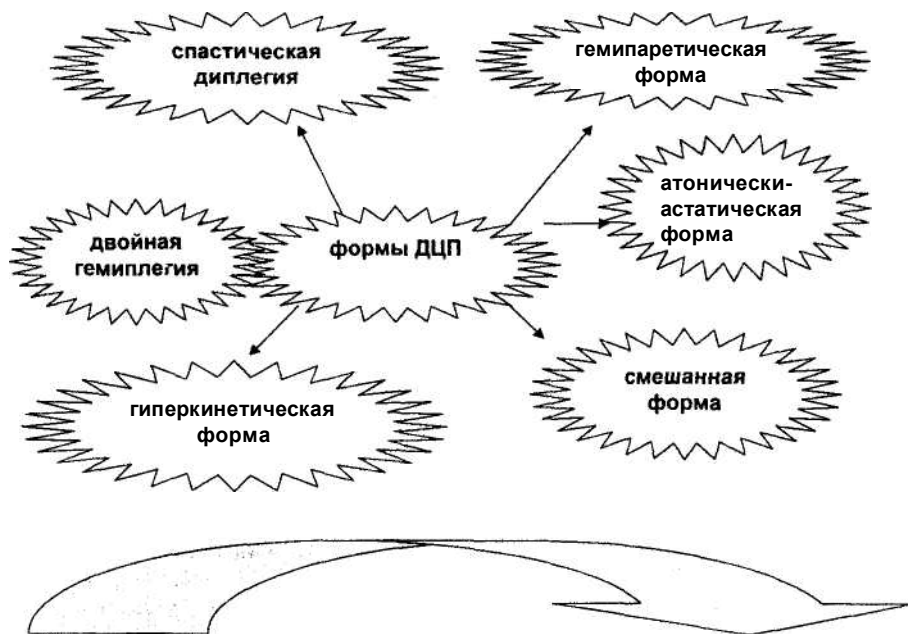 спастическая
диплегия
гемипаретическая
форма
атонически-
астатическая
форма
двойная
гемиплегия
формы ДЦП
гиперкинетическая
форма
смешанная
форма